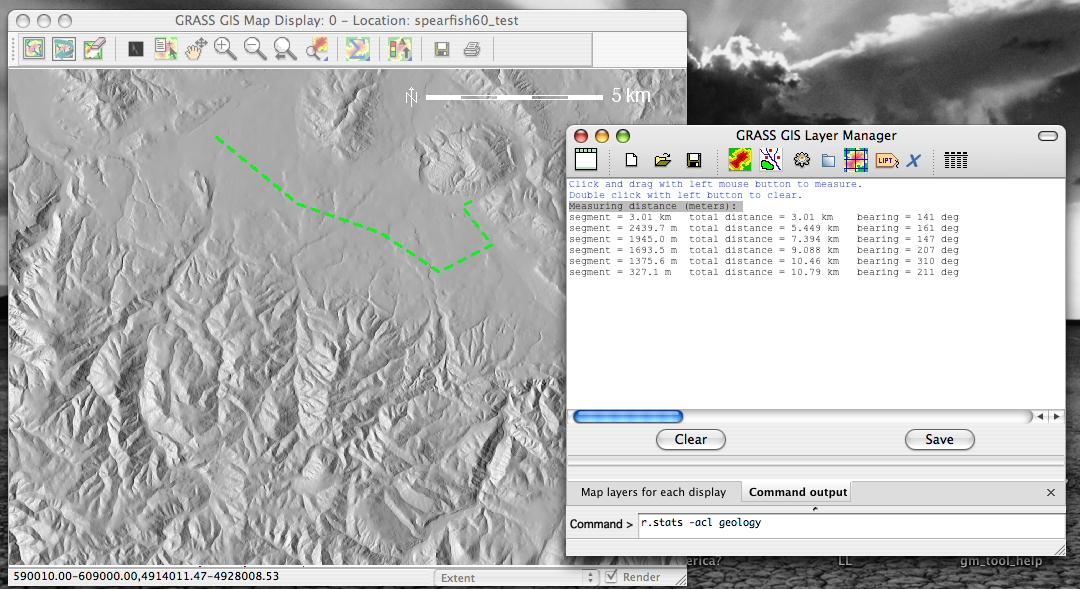 GRASS GIS Map Display: 0 - Location: spearfish60_test
N
5 km
590010.00-609000.00,4914011.47-4928008.53
Extent
Render
GRASS GIS Layer Manager
LIPT
Click and drag with left mouse button to measure.
Double click with left button to clear.
Measuring distance (meters):
segment = 3.01 km total distance = 3.01 km bearing = 141 deg
segment = 2439.7 m total distance = 5.449 km bearing = 161 deg
segment = 1945.0 m total distance = 7.394 km bearing = 147 deg
segment = 1693.5 m total distance = 9.088 km bearing = 207 deg
segment = 1375.6 m total distance = 10.46 km bearing = 310 deg
segment = 327.1 m total distance = 10.79 km bearing = 211 deg
Clear
Save
Map layers for each display
Command output
Command >
r.stats -acl geology
erica?
LL
gm_tool_help